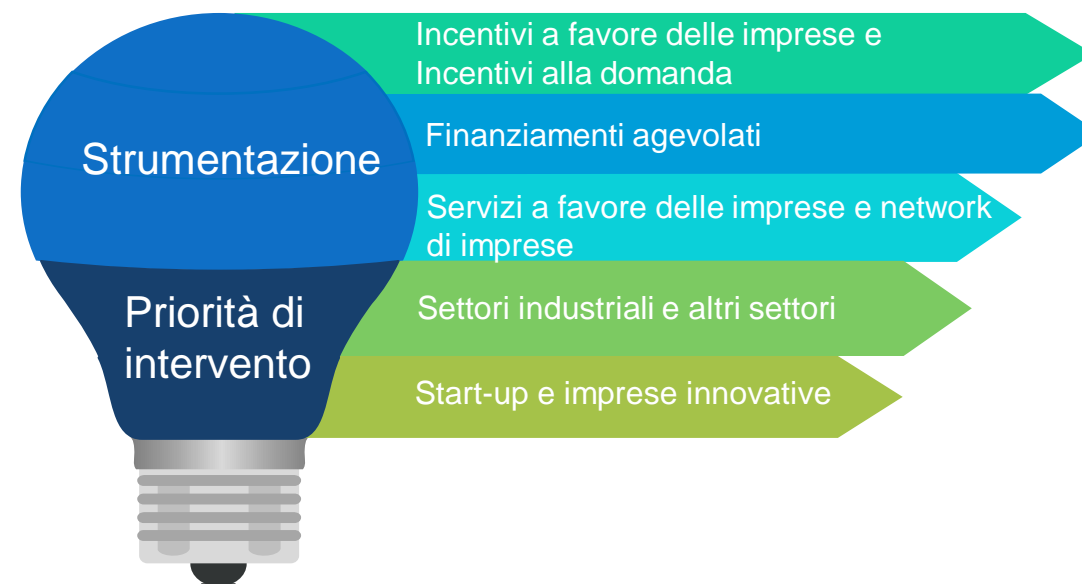 Strumentazione
Incentivi a favore delle imprese e
Incentivi alla domanda
Finanziamenti agevolati
Servizi a favore delle imprese e network
di imprese
Priorità di
intervento
Settori industriali e altri settori
Start-up e imprese innovative